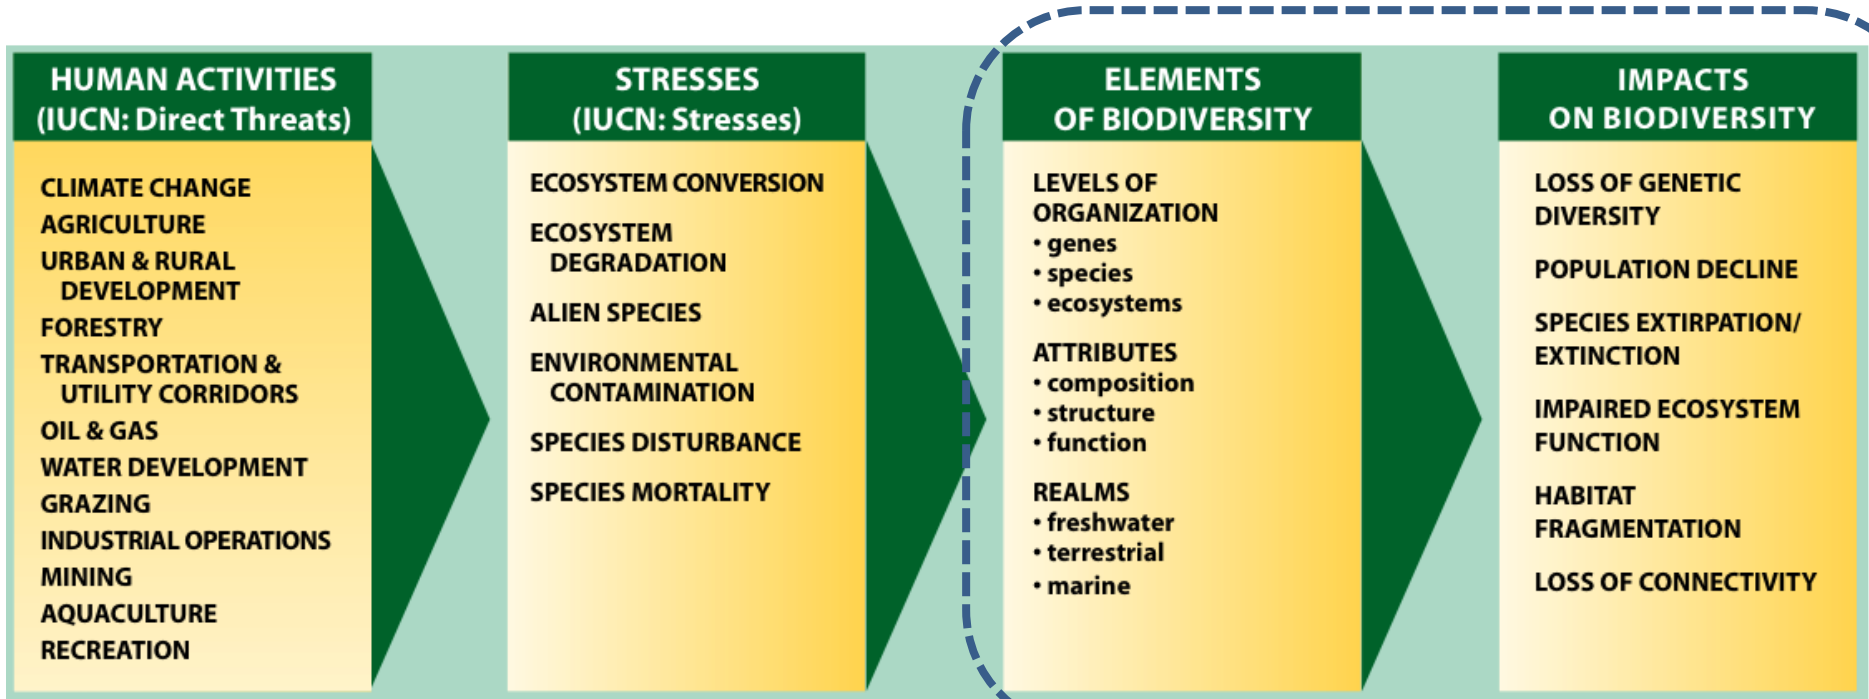 HUMAN ACTIVITIES
(IUCN: Direct Threats)
CLIMATE CHANGE
AGRICULTURE
URBAN & RURAL
DEVELOPMENT
FORESTRY
TRANSPORTATION &
UTILITY CORRIDORS
OIL & GAS
WATER DEVELOPMENT
GRAZING
INDUSTRIAL OPERATIONS
MINING
AQUACULTURE
RECREATION
STRESSES
(IUCN: Stresses)
ECOSYSTEM CONVERSION
ECOSYSTEM
DEGRADATION
ALIEN SPECIES
ENVIRONMENTAL
CONTAMINATION
SPECIES DISTURBANCE
SPECIES MORTALITY
ELEMENTS
OF BIODIVERSITY
LEVELS OF
ORGANIZATION
• genes
• species
• ecosystems
ATTRIBUTES
• composition
• structure
• function
REALMS
• freshwater
• terrestrial
• marine
IMPACTS
ON BIODIVERSITY
LOSS OF GENETIC
DIVERSITY
POPULATION DECLINE
SPECIES EXTIRPATION/
EXTINCTION
IMPAIRED ECOSYSTEM
FUNCTION
HABITAT
FRAGMENTATION
LOSS OF CONNECTIVITY